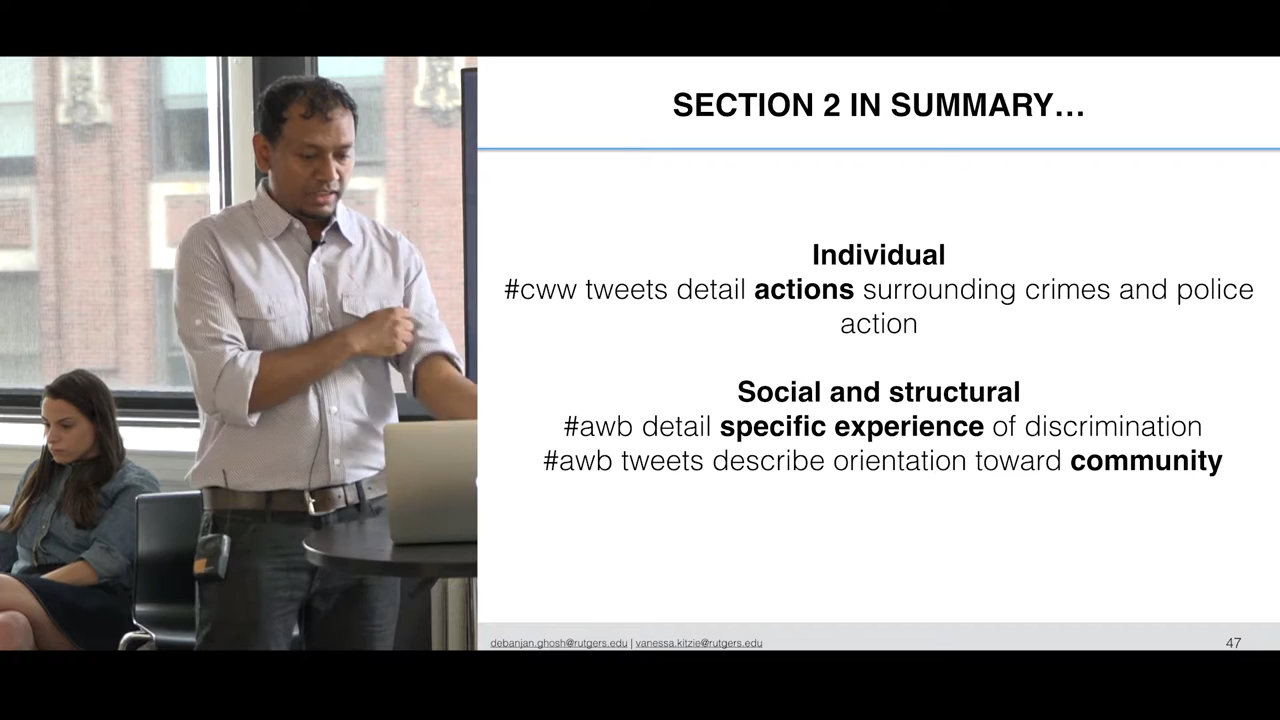 SECTION 2 IN SUMMARY…
Individual
#cww tweets detail actions surrounding crimes and police
action
Social and structural
#awb detail specific experience of discrimination
#awb tweets describe orientation toward community
debanjan.ghosh@rutgers.edu | vanessa.kitzie@rutgers.edu
47